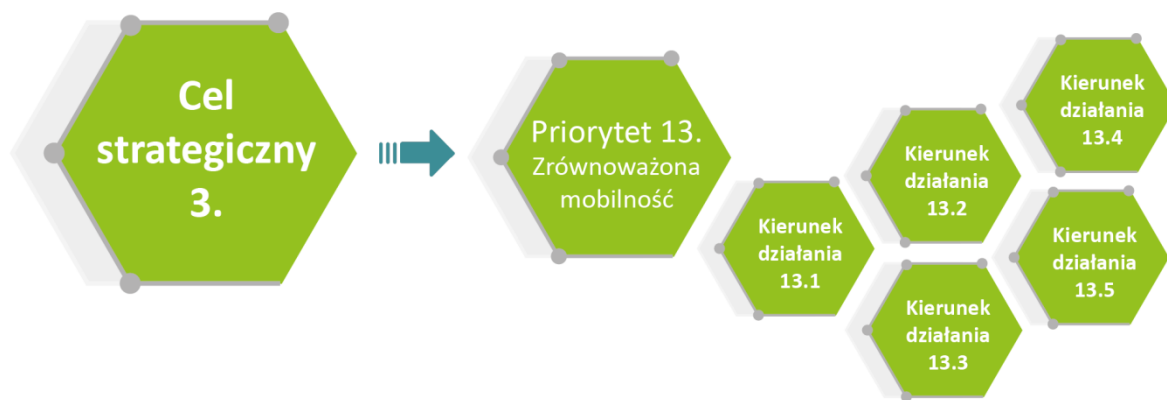 Cel
strategiczny
3.
Priorytet 13.
Zrównoważona
mobilność
Kierunek
działania
13.1
Kierunek
działania
13.2
Kierunek
działania
13.3
Kierunek
działania
13.4
Kierunek
działania
13.5